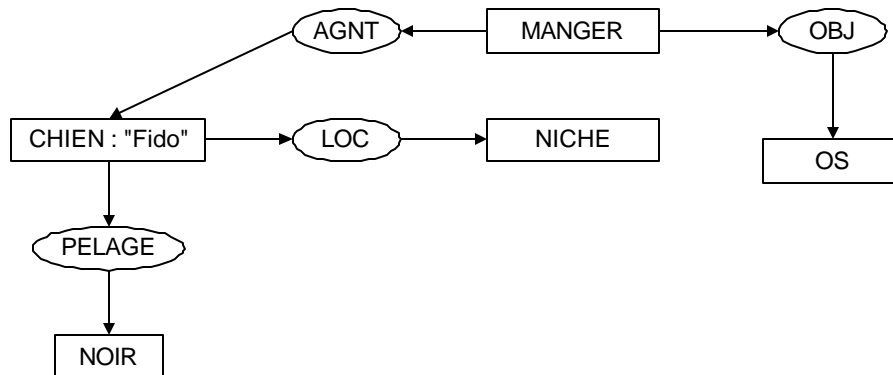 AGNT
MANGER
OBJ
CHIEN : "Fido"
LOC
NICHE
OS
PELAGE
NOIR